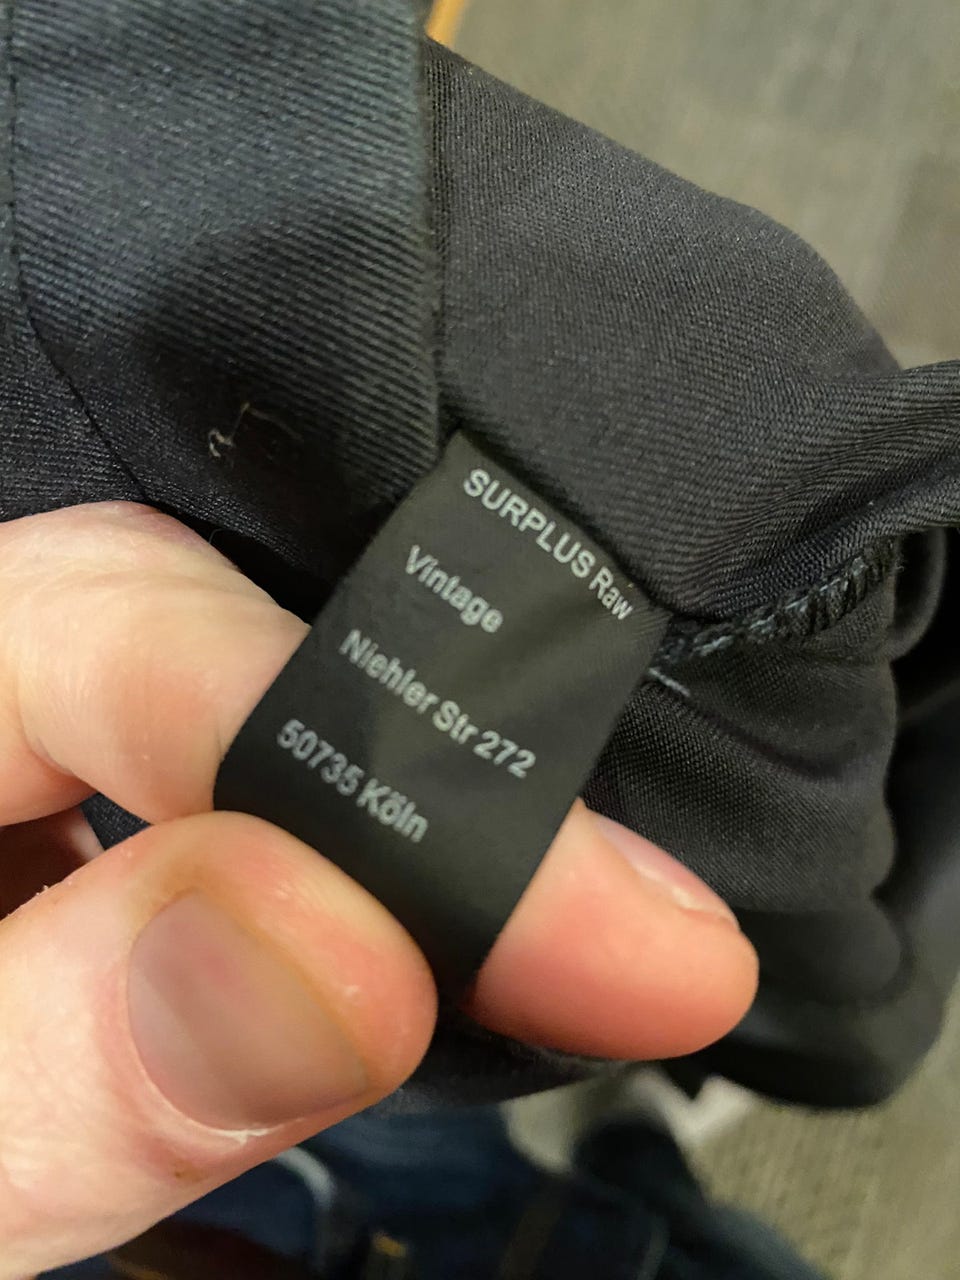 SURPLUS Raw
Vintage
Niehler Str 272
50735 Köln